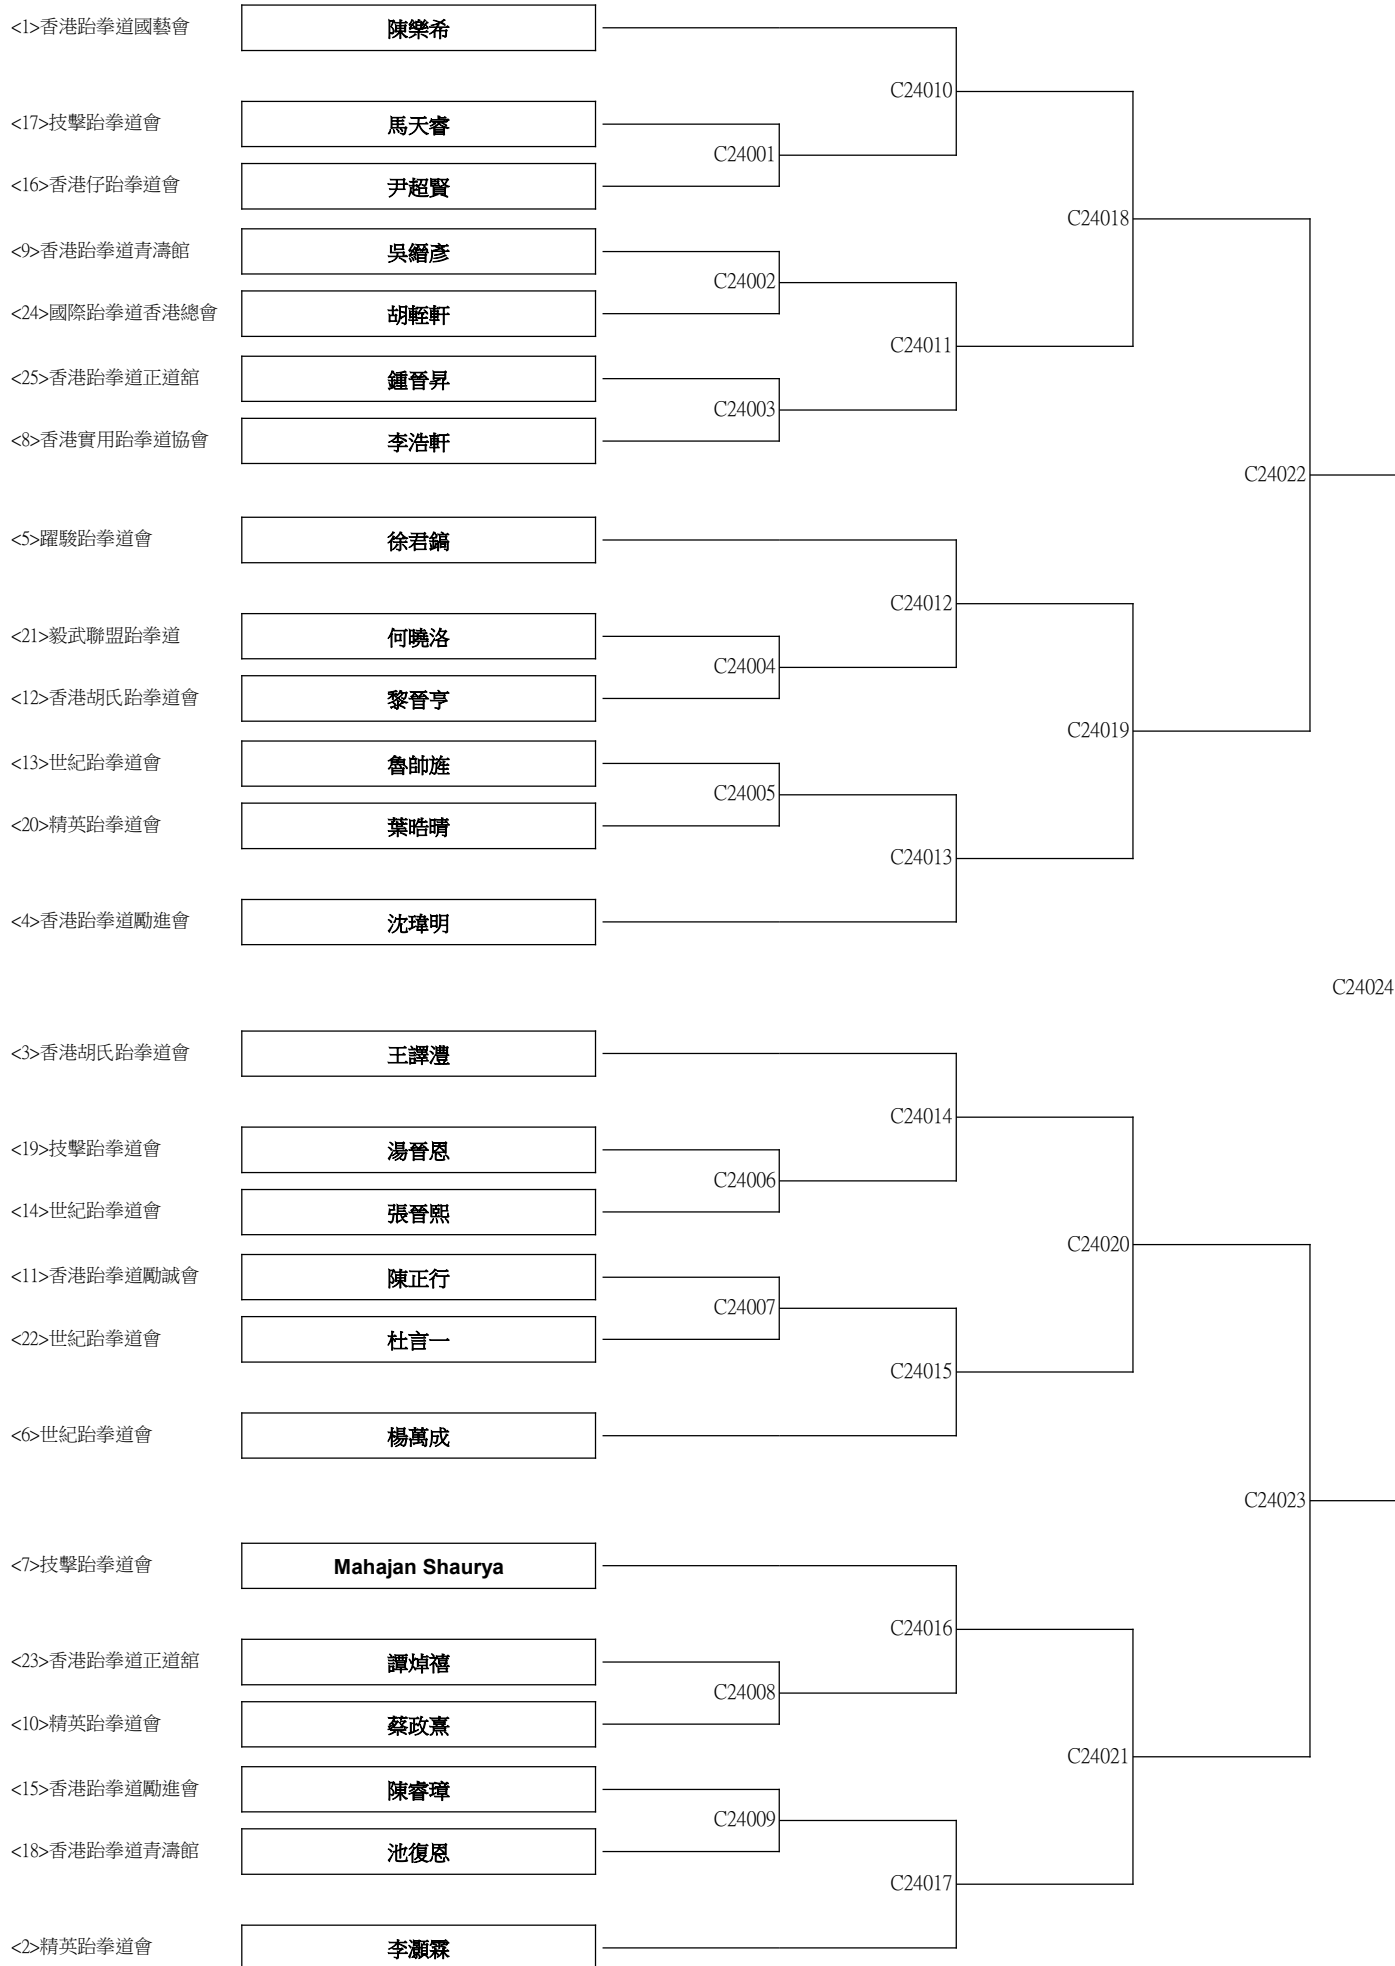 <1>香港跆拳道國藝會 陳樂希
C24010
<17>技擊跆拳道會 馬天睿
C24001
<16>香港仔跆拳道會 尹超賢
C24018
<9>香港跆拳道青濤館 吳縉彥
C24002
<24>國際跆拳道香港總會 胡輊軒
C24011
<25>香港跆拳道正道舘 鍾晉昇
C24003
<8>香港實用跆拳道協會 李浩軒
C24022
<5>躍駿跆拳道會 徐君鎬
C24012
<21>毅武聯盟跆拳道 何曉洛
C24004
<12>香港胡氏跆拳道會 黎晉亨
C24019
<13>世紀跆拳道會 魯帥旌
C24005
<20>精英跆拳道會 葉晧晴
C24013
<4>香港跆拳道勵進會 沈瑋明
C24024
<3>香港胡氏跆拳道會 王譯澧
C24014
<19>技擊跆拳道會 湯晉恩
C24006
<14>世紀跆拳道會 張晉熙
C24020
<11>香港跆拳道勵誠會 陳正行
C24007
<22>世紀跆拳道會 杜言一
C24015
<6>世紀跆拳道會 楊萬成
C24023
<7>技擊跆拳道會 Mahajan Shaurya
C24016
<23>香港跆拳道正道舘 譚焯禧
C24008
<10>精英跆拳道會 蔡政熹
C24021
<15>香港跆拳道勵進會 陳睿璋
C24009
<18>香港跆拳道青濤館 池復恩
C24017
<2>精英跆拳道會 李灝霖